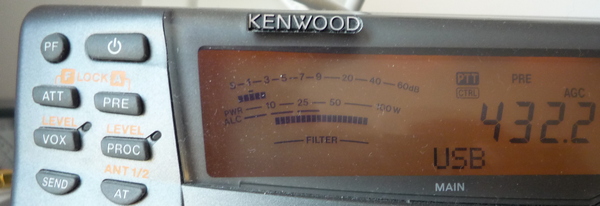 KENWOOD
PF
F LOCK A
ATT PRE
LEVEL LEVEL
VOX PROC
ANT 1/2
SEND AT
S 1 3 5 7 9 20 40 60dB
PWR 10 25 50 100W
ALC
FILTER
PTT PRE
CTRL AGC
432.2
USB
MAIN